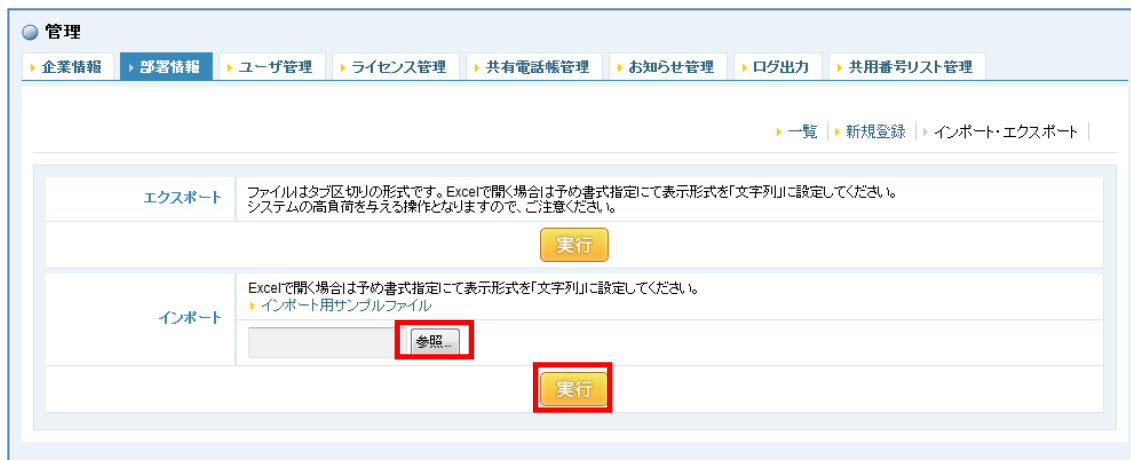 管理
企業情報 部署情報 ユーザ管理 ライセンス管理 共有電話帳管理 お知らせ管理 ログ出力 共用番号リスト管理
一覧 新規登録 インポート・エクスポート
エクスポート
ファイルはタブ区切りの形式です。Excelで開く場合は予め書式指定にて表示形式を「文字列」に設定してください。
システムの高負荷を与える操作となりますので、ご注意ください。
実行
インポート
Excelで開く場合は予め書式指定にて表示形式を「文字列」に設定してください。
インポート用サンプルファイル
参照...
実行